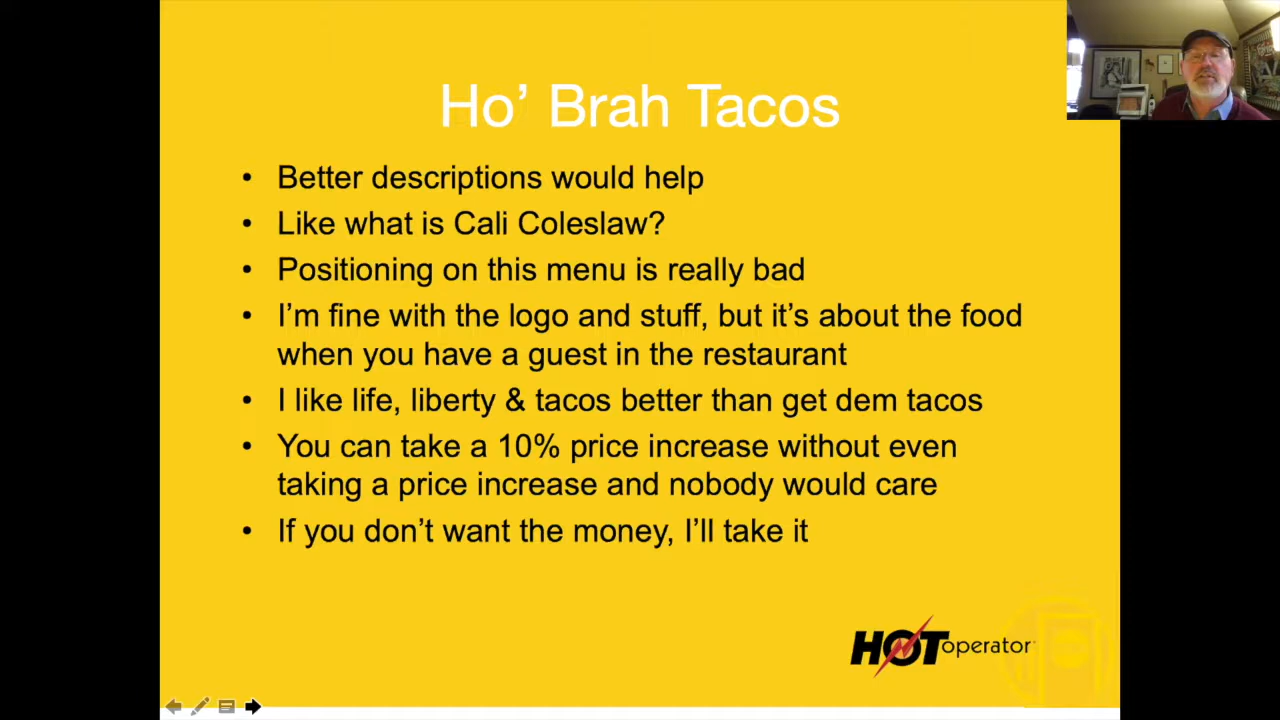 Ho’ Brah Tacos
• Better descriptions would help
• Like what is Cali Coleslaw?
• Positioning on this menu is really bad
• I’m fine with the logo and stuff, but it’s about the food
when you have a guest in the restaurant
• I like life, liberty & tacos better than get dem tacos
• You can take a 10% price increase without even
taking a price increase and nobody would care
• If you don’t want the money, I’ll take it
HOToperator